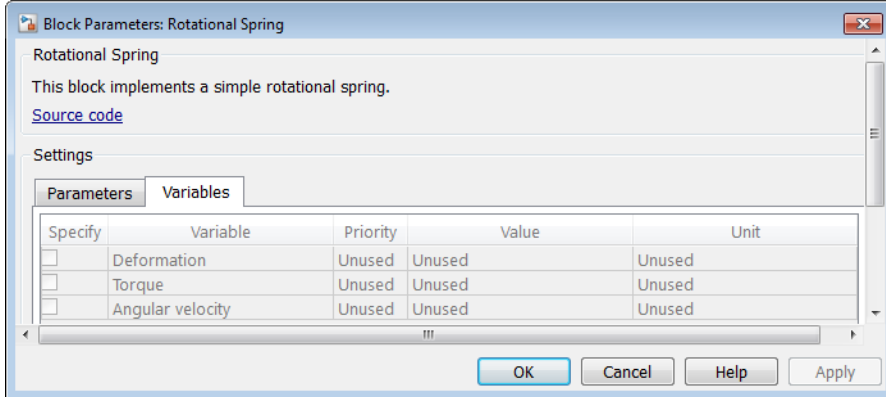 Block Parameters: Rotational Spring
Rotational Spring
This block implements a simple rotational spring.
Source code
Settings
Parameters Variables
Specify Variable Priority Value Unit
Deformation Unused Unused Unused
Torque Unused Unused Unused
Angular velocity Unused Unused Unused
OK Cancel Help Apply